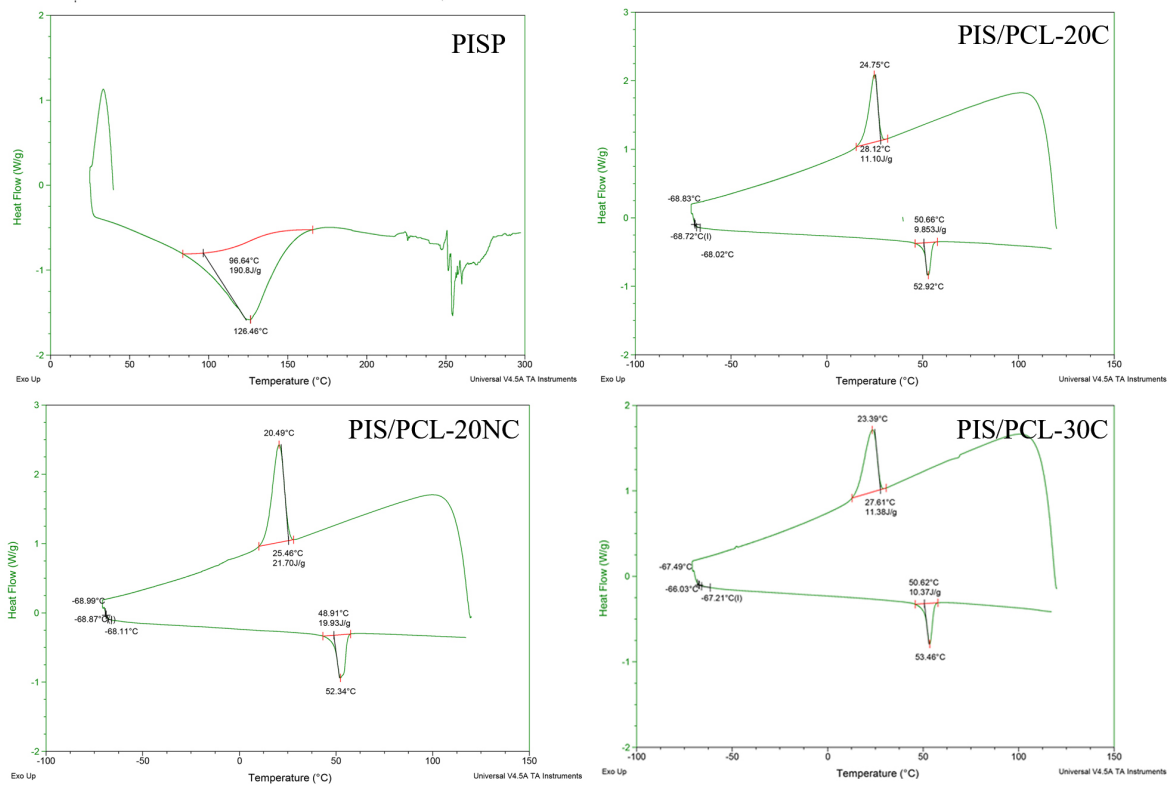 PISP
2
1
0
-1
-2
Heat Flow (W/g)
96.64°C
190.8J/g
126.46°C
0
50
100
150
200
250
300
Exo Up
Temperature (°C)
Universal V4.5A TA Instruments
PIS/PCL-20C
3
2
1
0
-1
-2
Heat Flow (W/g)
24.75°C
28.12°C
11.10J/g
-68.83°C
-68.72°C(I)
-68.02°C
50.66°C
9.853J/g
52.92°C
-100
-50
0
50
100
150
Exo Up
Temperature (°C)
Universal V4.5A TA Instruments
PIS/PCL-20NC
3
2
1
0
-1
-2
Heat Flow (W/g)
20.49°C
25.46°C
21.70J/g
-68.99°C
-68.87°C(I)
-68.11°C
48.91°C
19.93J/g
52.34°C
-100
-50
0
50
100
150
Exo Up
Temperature (°C)
Universal V4.5A TA Instruments
PIS/PCL-30C
2
1
0
-1
-2
Heat Flow (W/g)
23.39°C
27.61°C
11.38J/g
-67.49°C
-66.03°C
-67.21°C(I)
50.62°C
10.37J/g
53.46°C
-100
-50
0
50
100
150
Exo Up
Temperature (°C)
Universal V4.5A TA Instruments